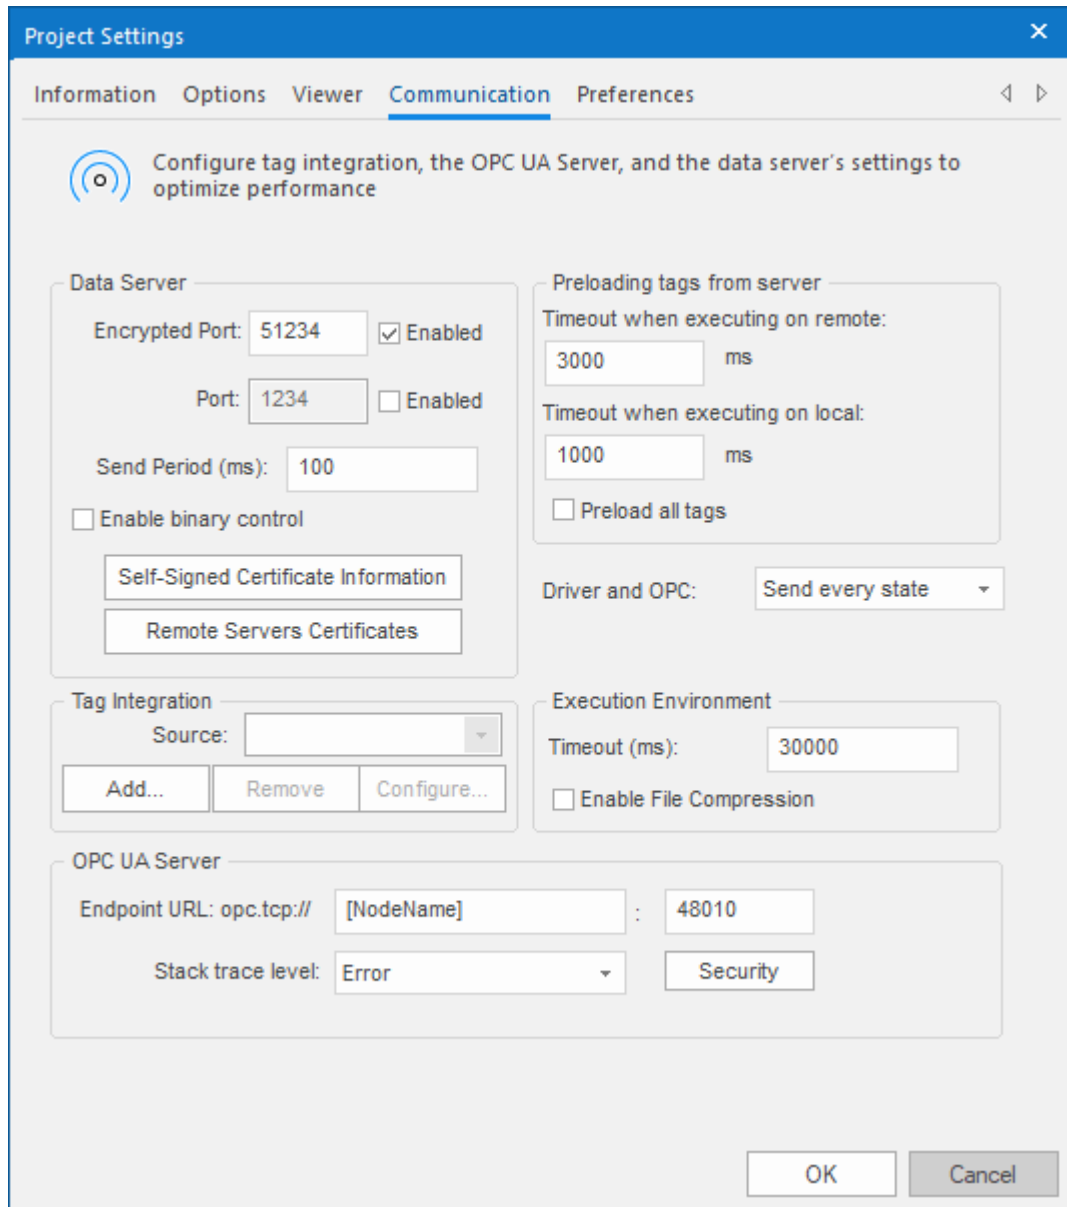 Project Settings
Information Options Viewer Communication Preferences
Configure tag integration, the OPC UA Server, and the data server's settings to
optimize performance
Data Server
Encrypted Port: 51234 Enabled
Port: 1234 Enabled
Send Period (ms): 100
Enable binary control
Self-Signed Certificate Information
Remote Servers Certificates
Preloading tags from server
Timeout when executing on remote:
3000 ms
Timeout when executing on local:
1000 ms
Preload all tags
Driver and OPC: Send every state
Tag Integration
Source:
Add... Remove Configure...
Execution Environment
Timeout (ms): 30000
Enable File Compression
OPC UA Server
Endpoint URL: opc.tcp:// [NodeName] : 48010
Stack trace level: Error Security
OK Cancel